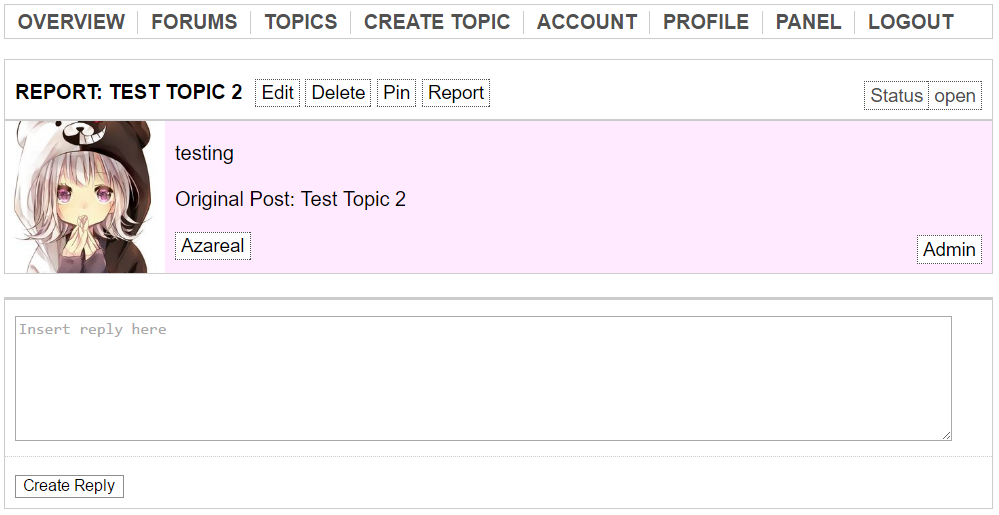 OVERVIEW FORUMS TOPICS CREATE TOPIC ACCOUNT PROFILE PANEL LOGOUT
REPORT: TEST TOPIC 2 Edit Delete Pin Report Status open
testing
Original Post: Test Topic 2
Azareal Admin
Insert reply here
Create Reply